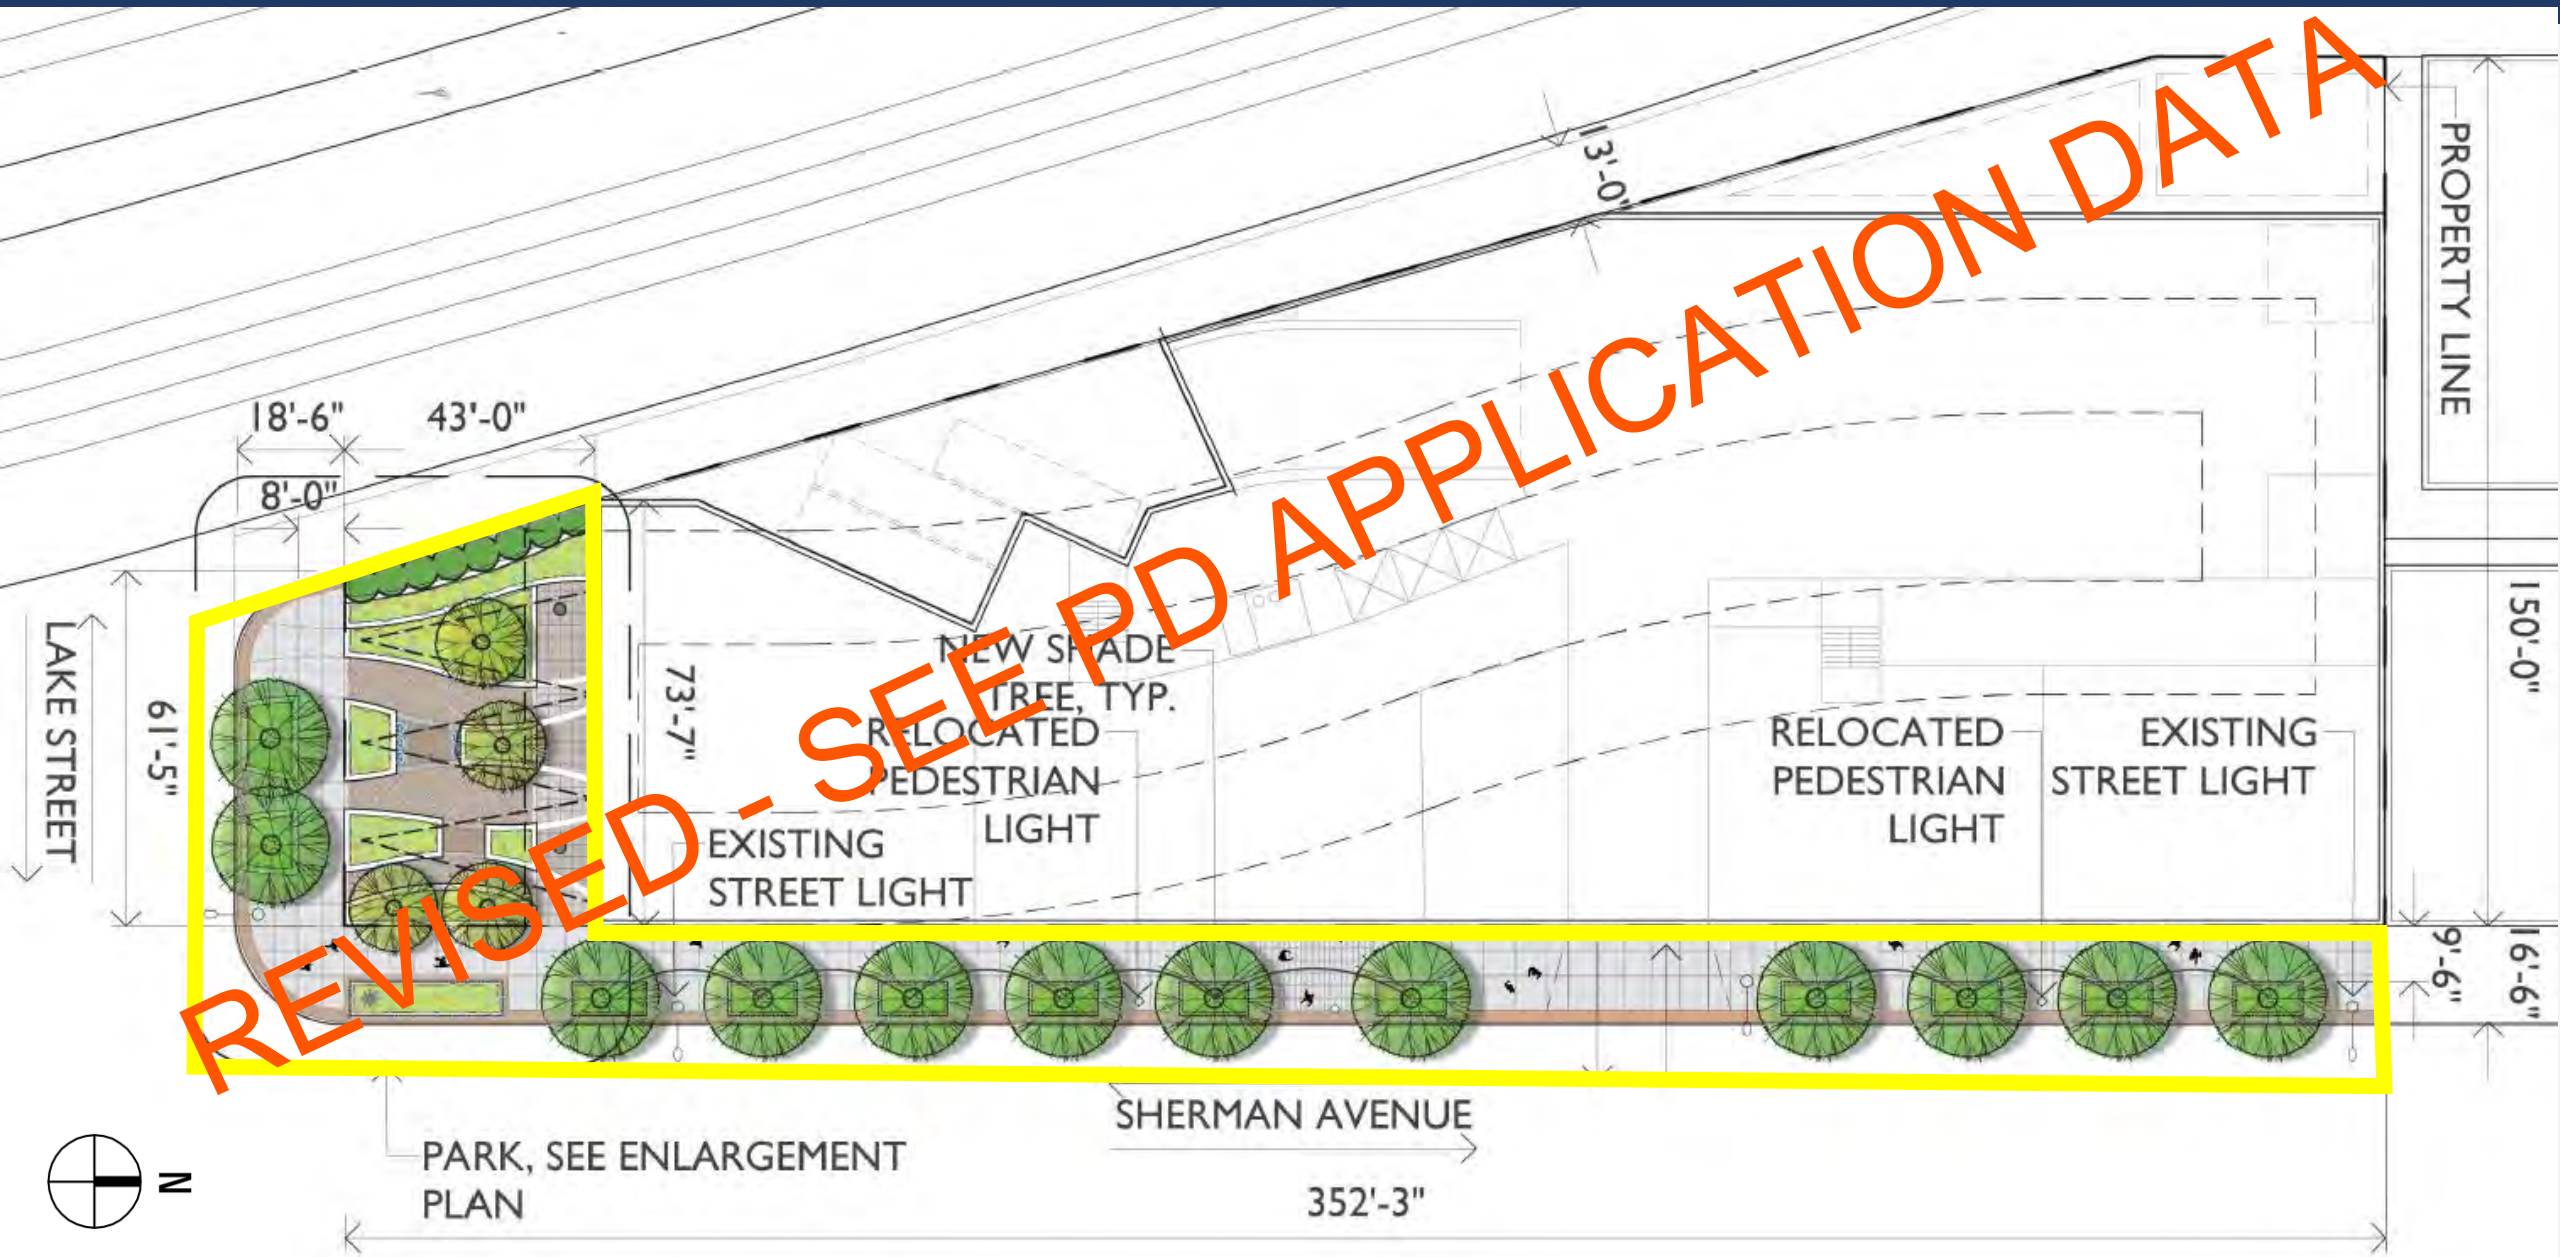 REVISED - SEE PD APPLICATION DATA
13'-0"
PROPERTY LINE
18'-6"
43'-0"
8'-0"
LAKE STREET
61'-5"
73'-7"
NEW SHADE
TREE, TYP.
RELOCATED
PEDESTRIAN
LIGHT
EXISTING
STREET LIGHT
RELOCATED
PEDESTRIAN
LIGHT
EXISTING
STREET LIGHT
150'-0"
9'-6"
16'-6"
SHERMAN AVENUE
PARK, SEE ENLARGEMENT
PLAN
352'-3"
N